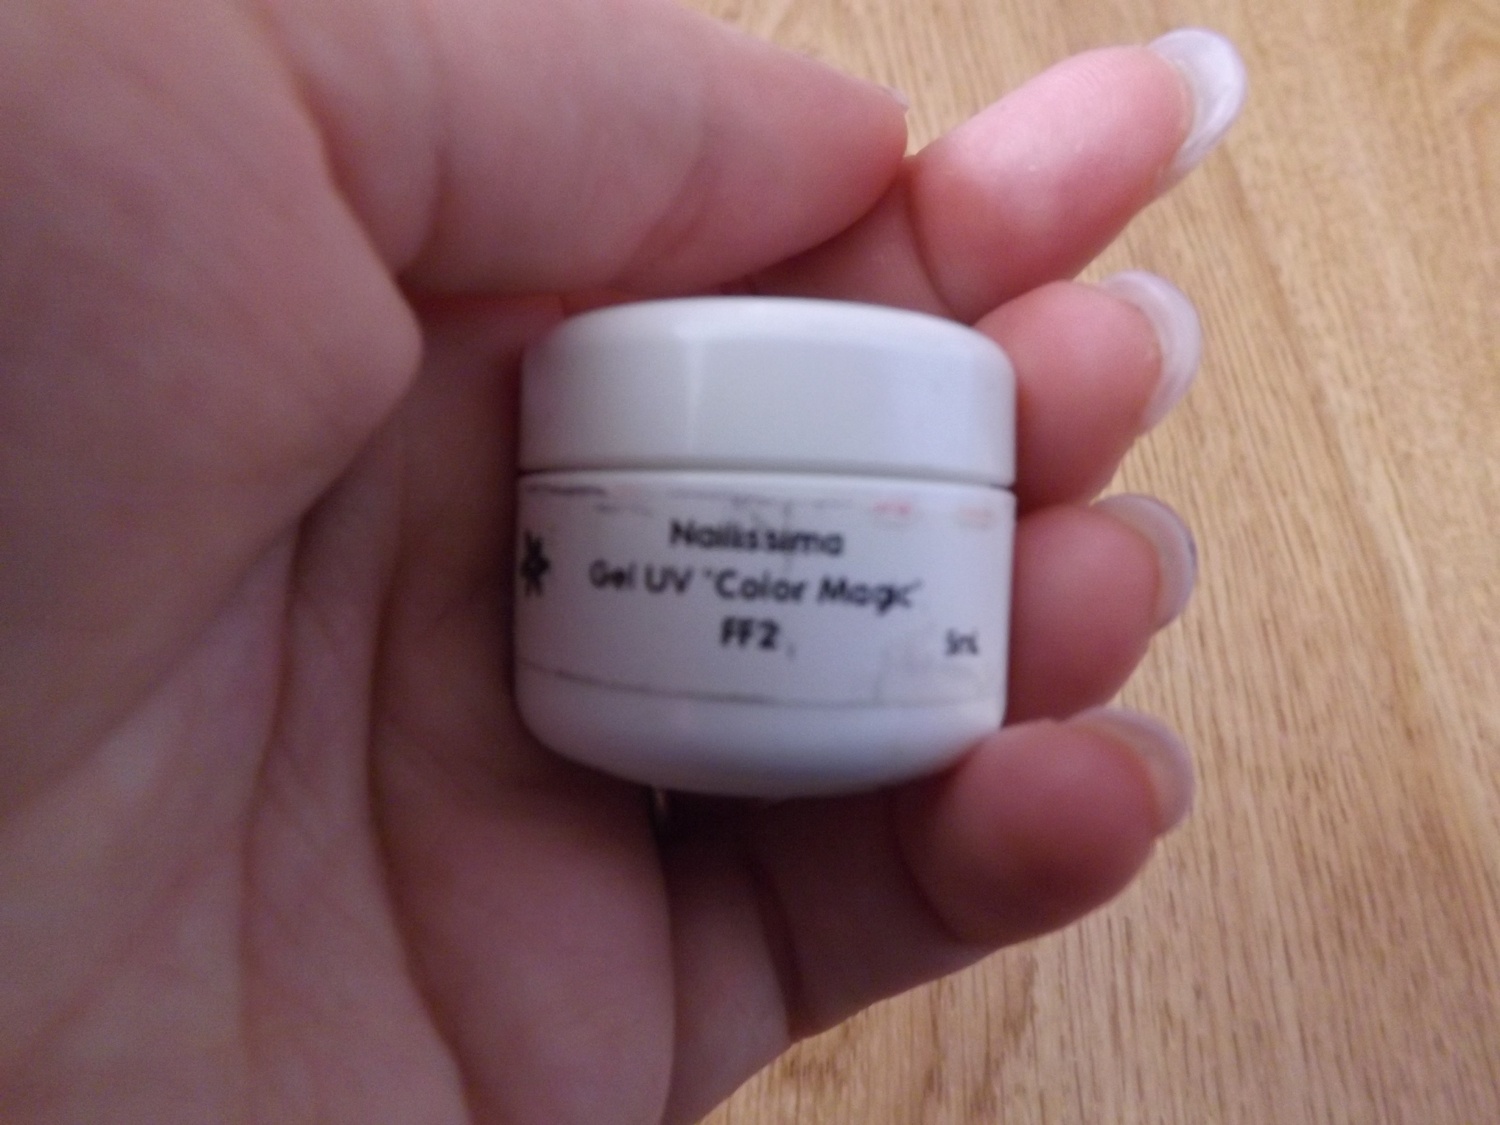 Nailissima
Gel UV "Color Magic"
FF2
5mL